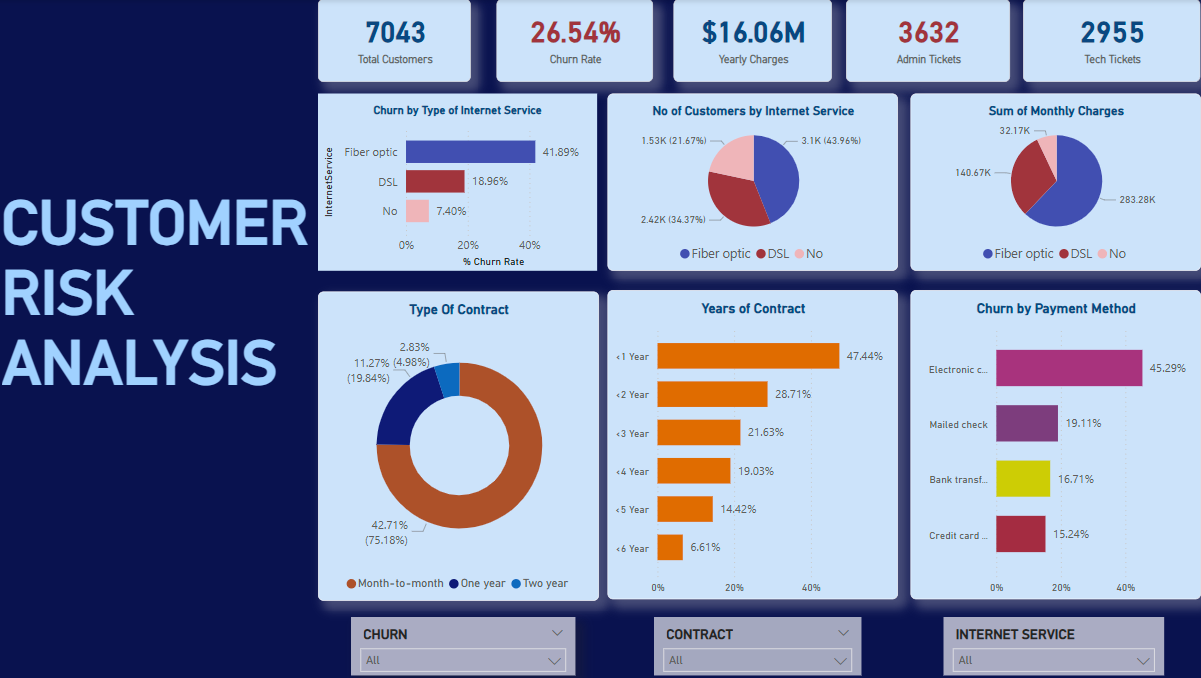 CUSTOMER
RISK
ANALYSIS
7043
Total Customers
26.54%
Churn Rate
$16.06M
Yearly Charges
3632
Admin Tickets
2955
Tech Tickets
Churn by Type of Internet Service
InternetService
Fiber optic
41.89%
DSL
18.96%
No
7.40%
0%
20%
40%
% Churn Rate
No of Customers by Internet Service
1.53K (21.67%)
3.1K (43.96%)
2.42K (34.37%)
Fiber optic
DSL
No
Sum of Monthly Charges
32.17K
140.67K
283.28K
Fiber optic
DSL
No
Type Of Contract
2.83%
(4.98%)
11.27%
(19.84%)
42.71%
(75.18%)
Month-to-month
One year
Two year
Years of Contract
<1 Year
47.44%
<2 Year
28.71%
<3 Year
21.63%
<4 Year
19.03%
<5 Year
14.42%
<6 Year
6.61%
0%
20%
40%
Churn by Payment Method
Electronic c...
45.29%
Mailed check
19.11%
Bank transf...
16.71%
Credit card ...
15.24%
0%
20%
40%
CHURN
All
CONTRACT
All
INTERNET SERVICE
All